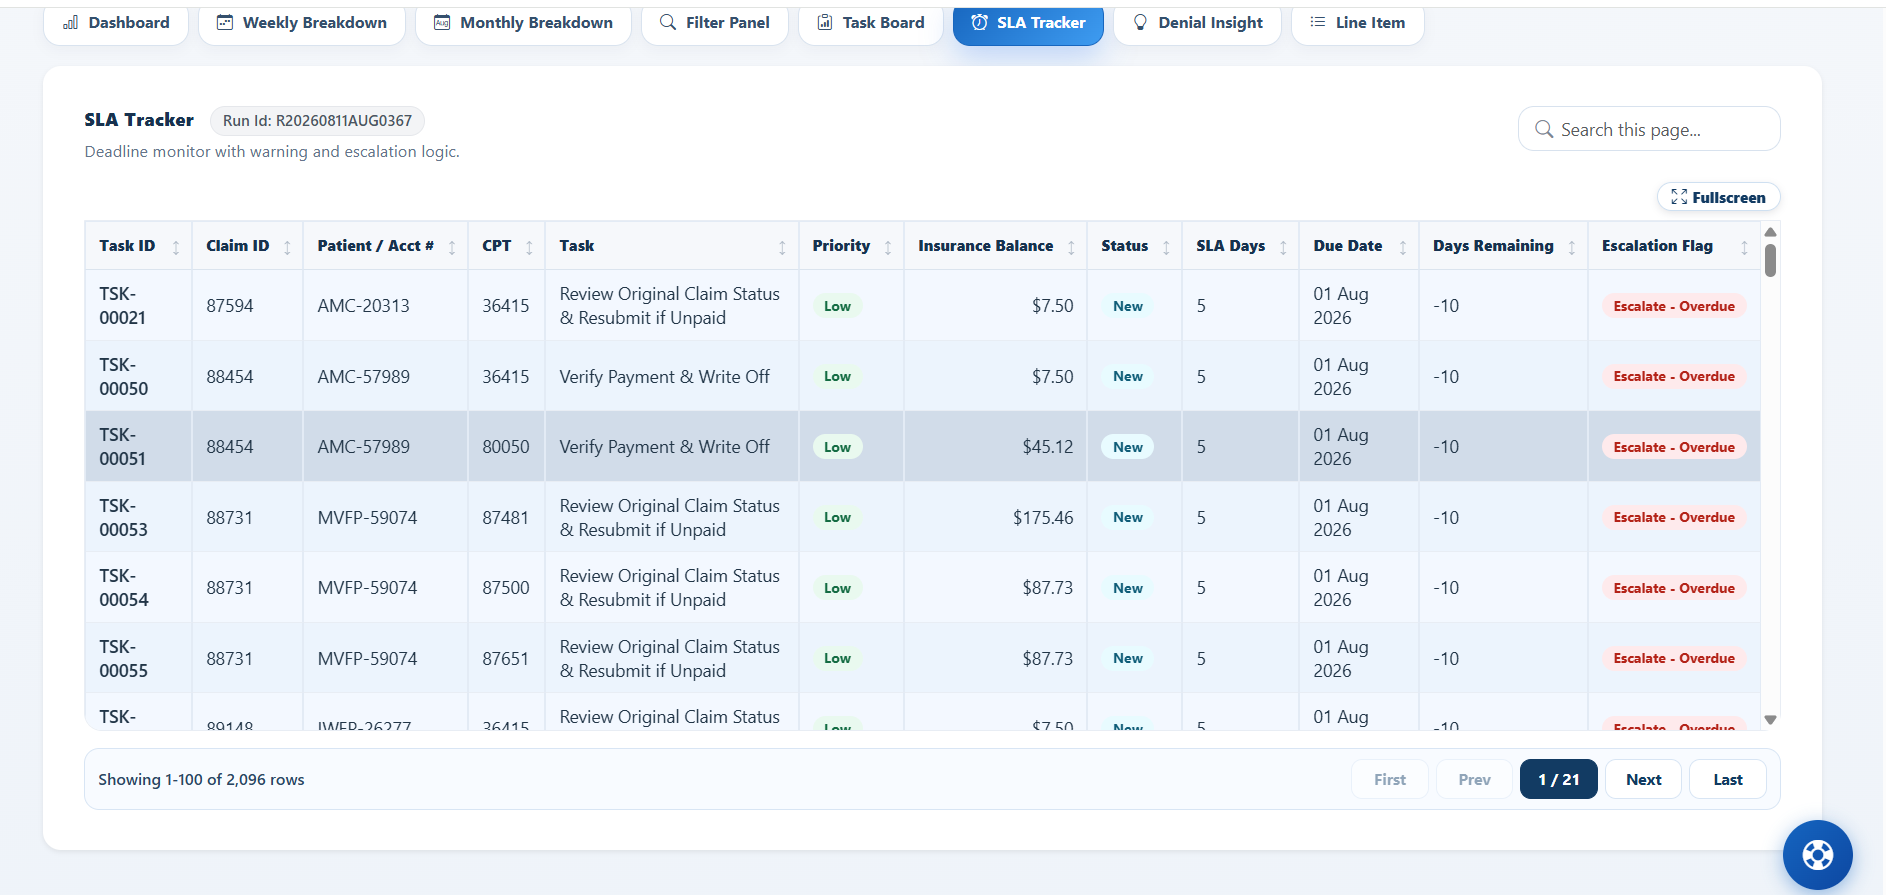 Dashboard
Weekly Breakdown
Aug
Monthly Breakdown
Filter Panel
Task Board
SLA Tracker
Denial Insight
Line Item
SLA Tracker
Run Id: R20260811AUG0367
Deadline monitor with warning and escalation logic.
Search this page...
Fullscreen
Task ID Claim ID Patient / Acct # CPT Task Priority Insurance Balance Status SLA Days Due Date Days Remaining Escalation Flag
TSK-00021 87594 AMC-20313 36415 Review Original Claim Status & Resubmit if Unpaid Low $7.50 New 5 01 Aug 2026 -10 Escalate - Overdue
TSK-00050 88454 AMC-57989 36415 Verify Payment & Write Off Low $7.50 New 5 01 Aug 2026 -10 Escalate - Overdue
TSK-00051 88454 AMC-57989 80050 Verify Payment & Write Off Low $45.12 New 5 01 Aug 2026 -10 Escalate - Overdue
TSK-00053 88731 MVFP-59074 87481 Review Original Claim Status & Resubmit if Unpaid Low $175.46 New 5 01 Aug 2026 -10 Escalate - Overdue
TSK-00054 88731 MVFP-59074 87500 Review Original Claim Status & Resubmit if Unpaid Low $87.73 New 5 01 Aug 2026 -10 Escalate - Overdue
TSK-00055 88731 MVFP-59074 87651 Review Original Claim Status & Resubmit if Unpaid Low $87.73 New 5 01 Aug 2026 -10 Escalate - Overdue
TSK- 89148 36415 Review Original Claim Status Low $7.50 New 5 01 Aug -10 Escalate - Overdue
Showing 1-100 of 2,096 rows
First
Prev
1 / 21
Next
Last